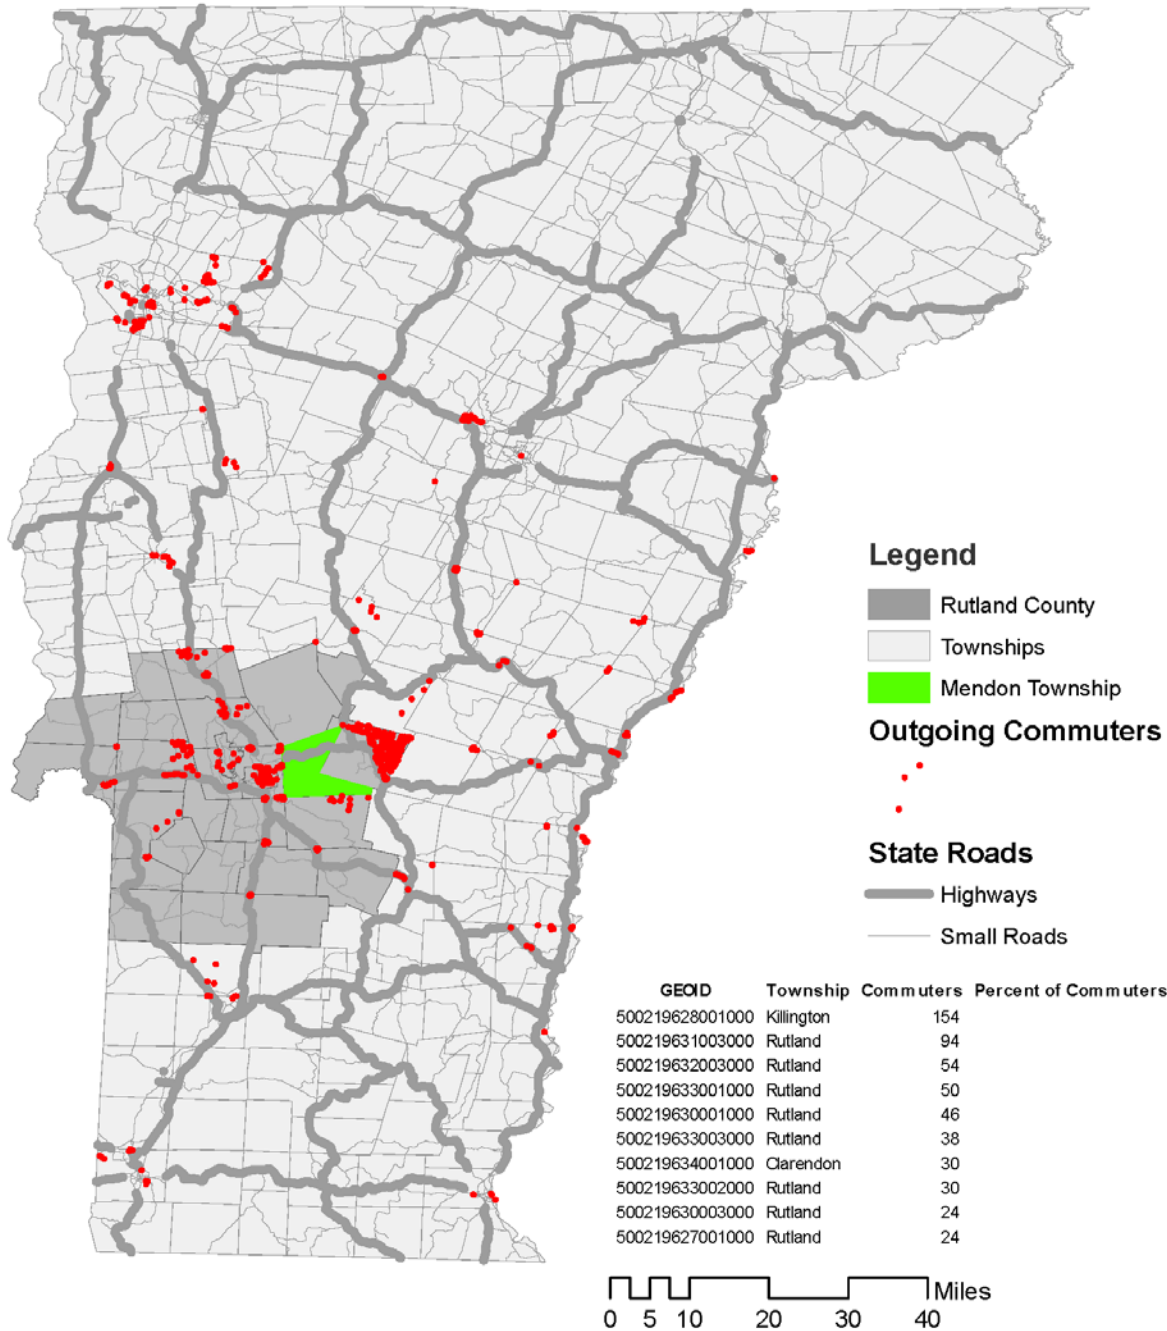 Legend
Rutland County
Townships
Mendon Township
Outgoing Commuters
State Roads
Highways
Small Roads
GEOID Township Commuters Percent of Commuters
500219628001000 Killington 154
500219631003000 Rutland 94
500219632003000 Rutland 54
500219633001000 Rutland 50
500219630001000 Rutland 46
500219633003000 Rutland 38
500219634001000 Clarendon 30
500219633002000 Rutland 30
500219630003000 Rutland 24
500219627001000 Rutland 24
Miles
0 5 10 20 30 40